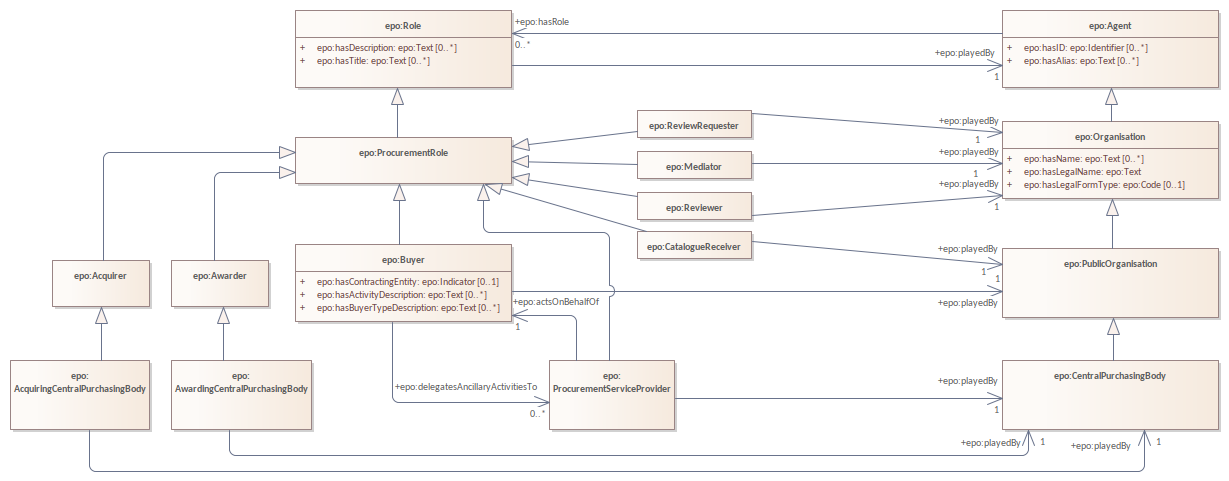 epo:Role
+ epo:hasDescription: epo:Text [0..*]
+ epo:hasTitle: epo:Text [0..*]
+epo:hasRole
0..*
+epo:playedBy
1
epo:Agent
+ epo:hasID: epo:Identifier [0..*]
+ epo:hasAlias: epo:Text [0..*]
epo:ProcurementRole
epo:ReviewRequester
+epo:playedBy
1
epo:Mediator
+epo:playedBy
1
epo:Reviewer
+epo:playedBy
1
epo:CatalogueReceiver
+epo:playedBy
1
epo:Organisation
+ epo:hasName: epo:Text [0..*]
+ epo:hasLegalName: epo:Text
+ epo:hasLegalFormType: epo:Code [0..1]
epo:Acquirer
epo:Awarder
epo:Buyer
+ epo:hasContractingEntity: epo:Indicator [0..1]
+ epo:hasActivityDescription: epo:Text [0..*]
+ epo:hasBuyerTypeDescription: epo:Text [0..*]
1
+epo:playedBy
epo:PublicOrganisation
+epo:actsOnBehalfOf
1
epo:
AcquiringCentralPurchasingBody
epo:
AwardingCentralPurchasingBody
+epo:delegatesAncillaryActivitiesTo
0..*
epo:
ProcurementServiceProvider
+epo:playedBy
1
epo:CentralPurchasingBody
+epo:playedBy
1
+epo:playedBy
1